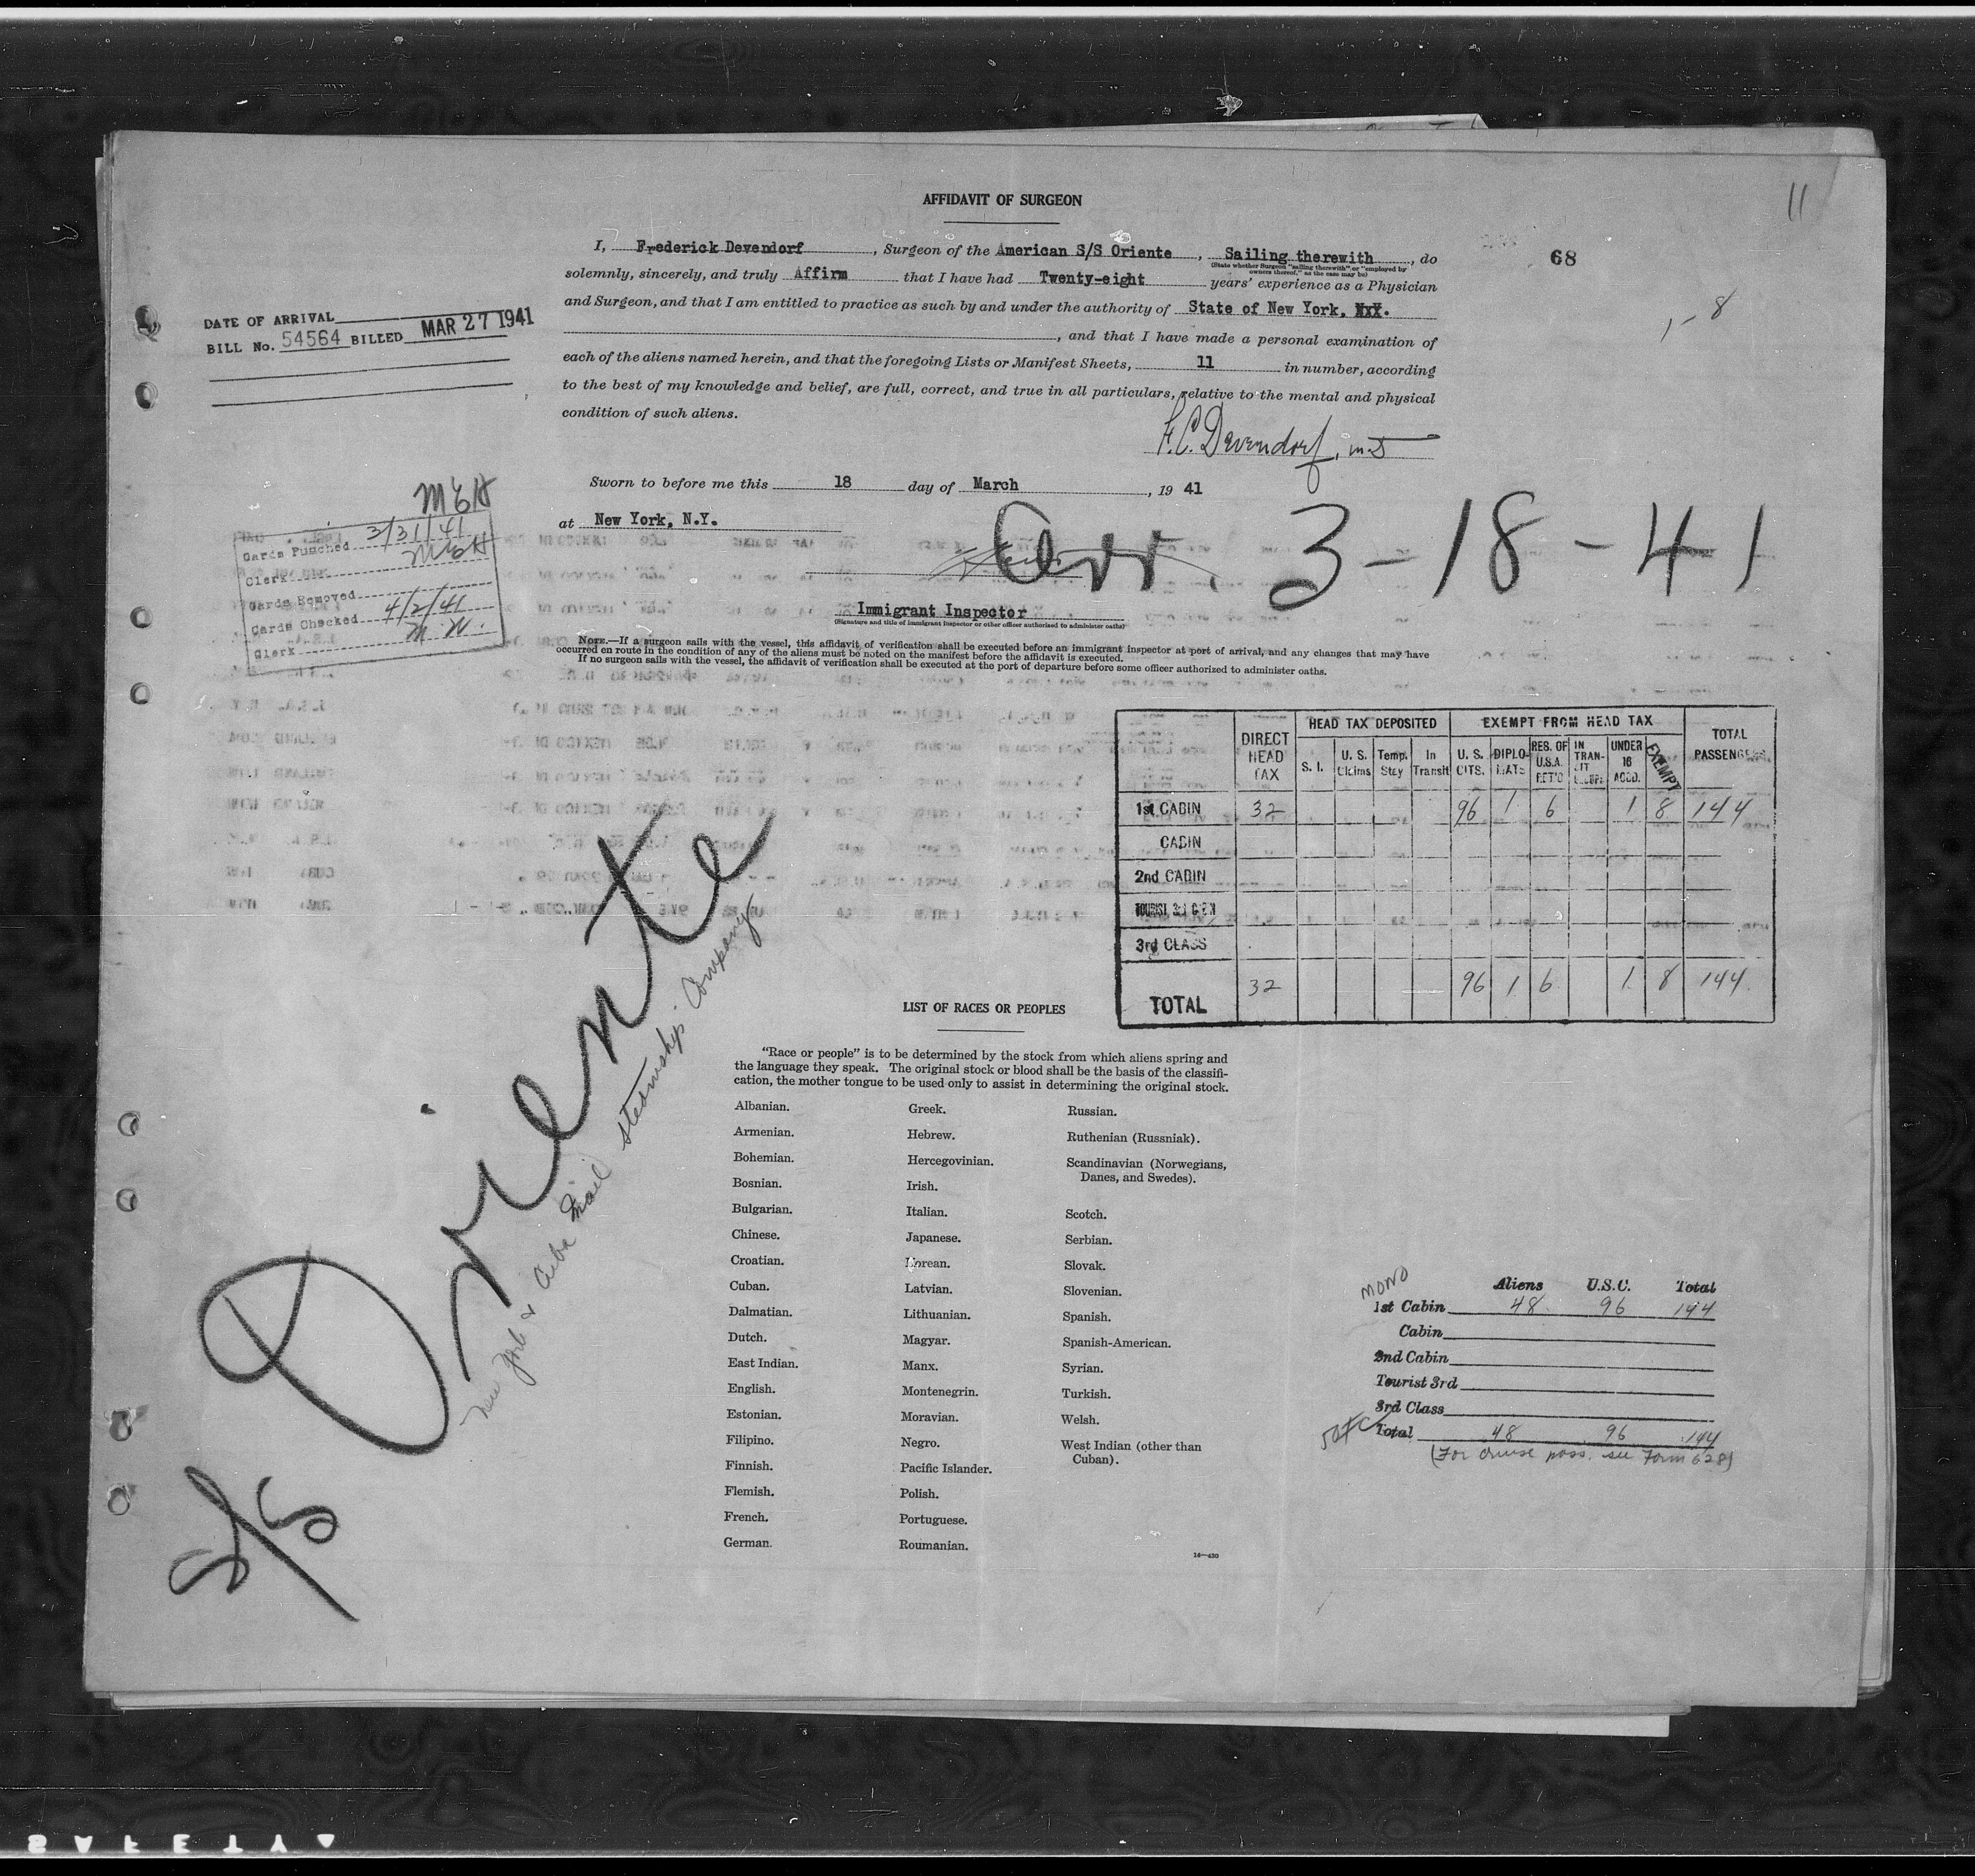 AFFIDAVIT OF SURGEON
11
68
I, Frederick Devendorf, Surgeon of the American S/S Oriente, Sailing therewith, do
(State whether Surgeon "sailing therewith" or "employed by owners thereof," as the case may be)
solemnly, sincerely, and truly Affirm that I have had Twenty-eight years' experience as a Physician
and Surgeon, and that I am entitled to practice as such by and under the authority of State of New York,
, and that I have made a personal examination of
each of the aliens named herein, and that the foregoing Lists or Manifest Sheets, 11 in number, according
to the best of my knowledge and belief, are full, correct, and true in all particulars, relative to the mental and physical
condition of such aliens.
1-8
DATE OF ARRIVAL
BILL No. 54564 BILLED MAR 27 1941
F.C. Devendorf, M.D
Sworn to before me this 18 day of March, 19 41
at New York, N.Y.
Arr. 3-18-41
Immigrant Inspector
(Signature and title of immigrant inspector or other officer authorized to administer oaths)
MEH
Cards Punched 3/31/41
Clerk MEH
Cards Removed
Cards Checked 4/2/41
Clerk M.W.
NOTE.—If a surgeon sails with the vessel, this affidavit of verification shall be executed before an immigrant inspector at port of arrival, and any changes that may have
occurred en route in the condition of any of the aliens must be noted on the manifest before the affidavit is executed.
If no surgeon sails with the vessel, the affidavit of verification shall be executed at the port of departure before some officer authorized to administer oaths.
DIRECT HEAD TAX HEAD TAX DEPOSITED EXEMPT FROM HEAD TAX TOTAL PASSENGERS
S. I. U. S. Claims Temp. Stay In Transit U. S. CITS. DIPLOMATS RES. OF U.S.A. RET'G IN TRANSIT UNDER 16 ACCO. EXEMPT
1st CABIN 32 96 1 6 1 8 144
CABIN
2nd CABIN
TOURIST 3rd CABIN
3rd CLASS
TOTAL 32 96 1 6 1 8 144
S/S Oriente
New York & Cuba Mail Steamship Company
LIST OF RACES OR PEOPLES
"Race or people" is to be determined by the stock from which aliens spring and
the language they speak. The original stock or blood shall be the basis of the classifi-
cation, the mother tongue to be used only to assist in determining the original stock.
Albanian.
Armenian.
Bohemian.
Bosnian.
Bulgarian.
Chinese.
Croatian.
Cuban.
Dalmatian.
Dutch.
East Indian.
English.
Estonian.
Filipino.
Finnish.
Flemish.
French.
German.
Greek.
Hebrew.
Hercegovinian.
Irish.
Italian.
Japanese.
Korean.
Latvian.
Lithuanian.
Magyar.
Manx.
Montenegrin.
Moravian.
Negro.
Pacific Islander.
Polish.
Portuguese.
Roumanian.
Russian.
Ruthenian (Russniak).
Scandinavian (Norwegians,
Danes, and Swedes).
Scotch.
Serbian.
Slovak.
Slovenian.
Spanish.
Spanish-American.
Syrian.
Turkish.
Welsh.
West Indian (other than
Cuban).
14—430
MONO
Aliens U.S.C. Total
1st Cabin 48 96 144
Cabin
2nd Cabin
Tourist 3rd
3rd Class
Total 48 96 144
(For cruise pass. see Form 628)
SAFETY